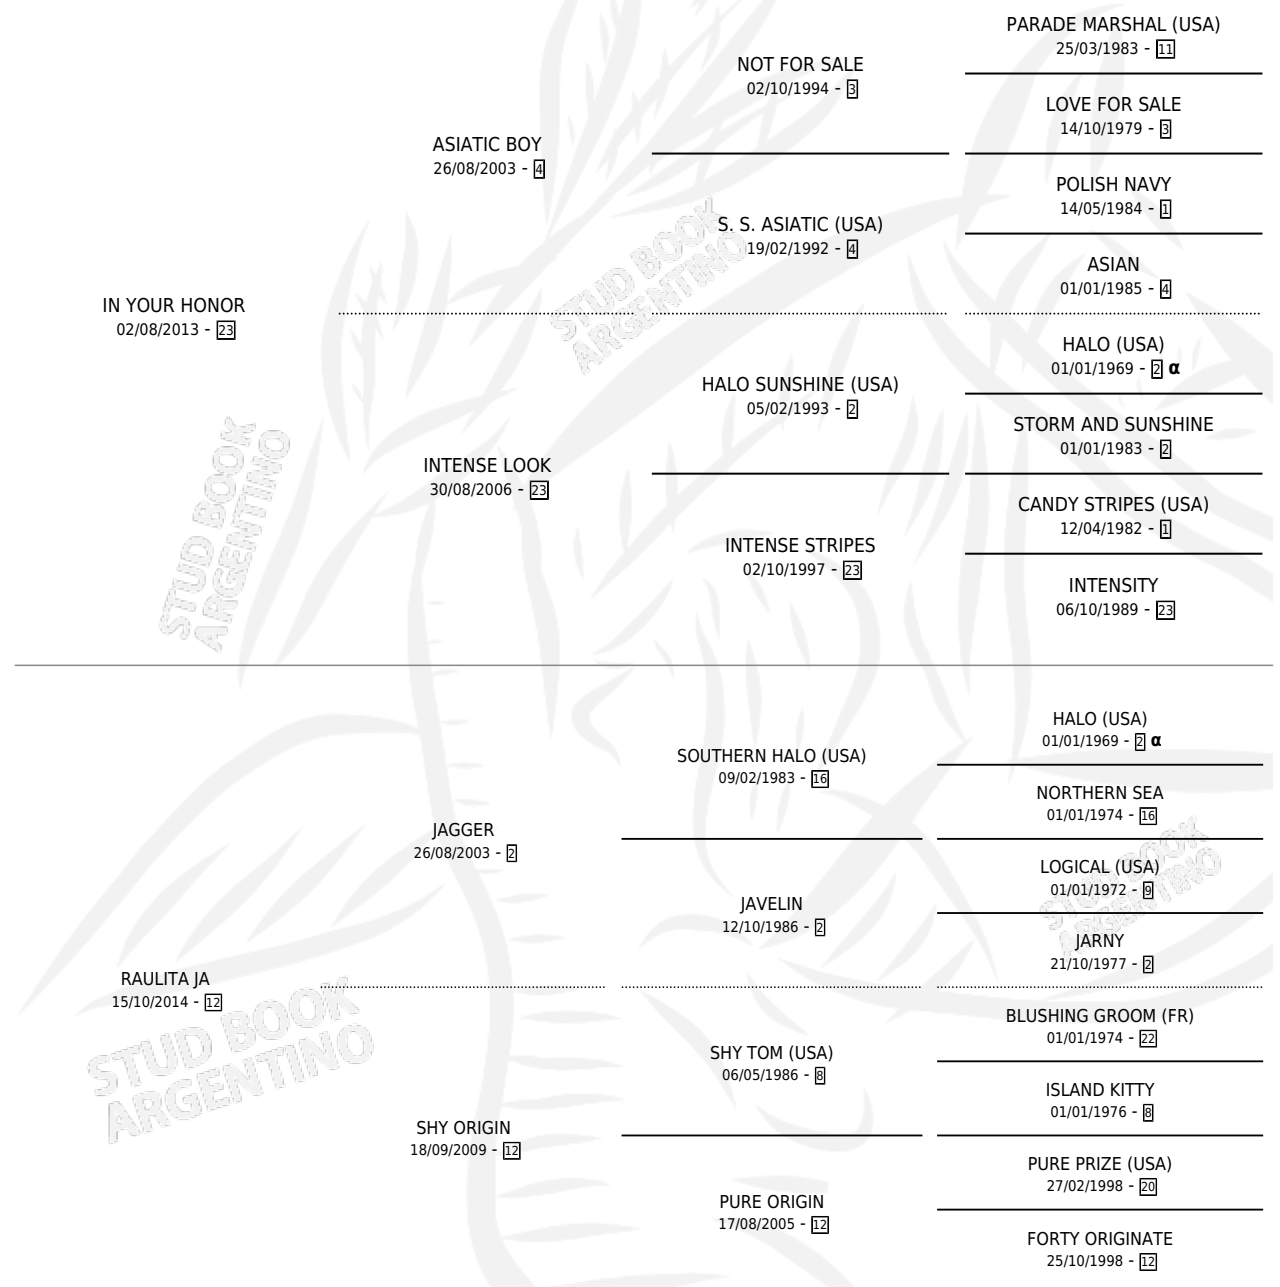 PARADE MARSHAL (USA)
25/03/1983 - 11
NOT FOR SALE
02/10/1994 - 3
LOVE FOR SALE
14/10/1979 - 3
ASIATIC BOY
26/08/2003 - 4
POLISH NAVY
14/05/1984 - 1
S. S. ASIATIC (USA)
19/02/1992 - 4
ASIAN
01/01/1985 - 4
IN YOUR HONOR
02/08/2013 - 23
HALO (USA)
01/01/1969 - 2 α
HALO SUNSHINE (USA)
05/02/1993 - 2
STORM AND SUNSHINE
01/01/1983 - 2
INTENSE LOOK
30/08/2006 - 23
CANDY STRIPES (USA)
12/04/1982 - 1
INTENSE STRIPES
02/10/1997 - 23
INTENSITY
06/10/1989 - 23
STUD BOOK
ARGENTINO
STUD BOOK
ARGENTINO
HALO (USA)
01/01/1969 - 2 α
SOUTHERN HALO (USA)
09/02/1983 - 16
NORTHERN SEA
01/01/1974 - 16
JAGGER
26/08/2003 - 2
LOGICAL (USA)
01/01/1972 - 9
JAVELIN
12/10/1986 - 2
JARNY
21/10/1977 - 2
RAULITA JA
15/10/2014 - 12
BLUSHING GROOM (FR)
01/01/1974 - 22
SHY TOM (USA)
06/05/1986 - 8
ISLAND KITTY
01/01/1976 - 8
SHY ORIGIN
18/09/2009 - 12
PURE PRIZE (USA)
27/02/1998 - 20
PURE ORIGIN
17/08/2005 - 12
FORTY ORIGINATE
25/10/1998 - 12
STUD BOOK
ARGENTINO
STUD BOOK
ARGENTINO